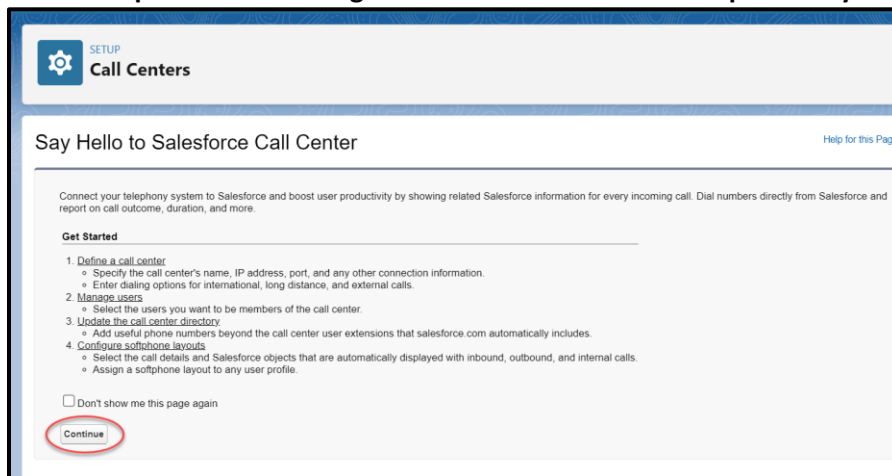 SETUP
Call Centers
Say Hello to Salesforce Call Center
Help for this Pag
Connect your telephony system to Salesforce and boost user productivity by showing related Salesforce information for every incoming call. Dial numbers directly from Salesforce and
report on call outcome, duration, and more.
Get Started
1. Define a call center
Specify the call center's name, IP address, port, and any other connection information.
Enter dialing options for international, long distance, and external calls.
2. Manage users
Select the users you want to be members of the call center.
3. Update the call center directory
Add useful phone numbers beyond the call center user extensions that salesforce.com automatically includes.
4. Configure softphone layouts
Select the call details and Salesforce objects that are automatically displayed with inbound, outbound, and internal calls.
Assign a softphone layout to any user profile.
Don't show me this page again
Continue